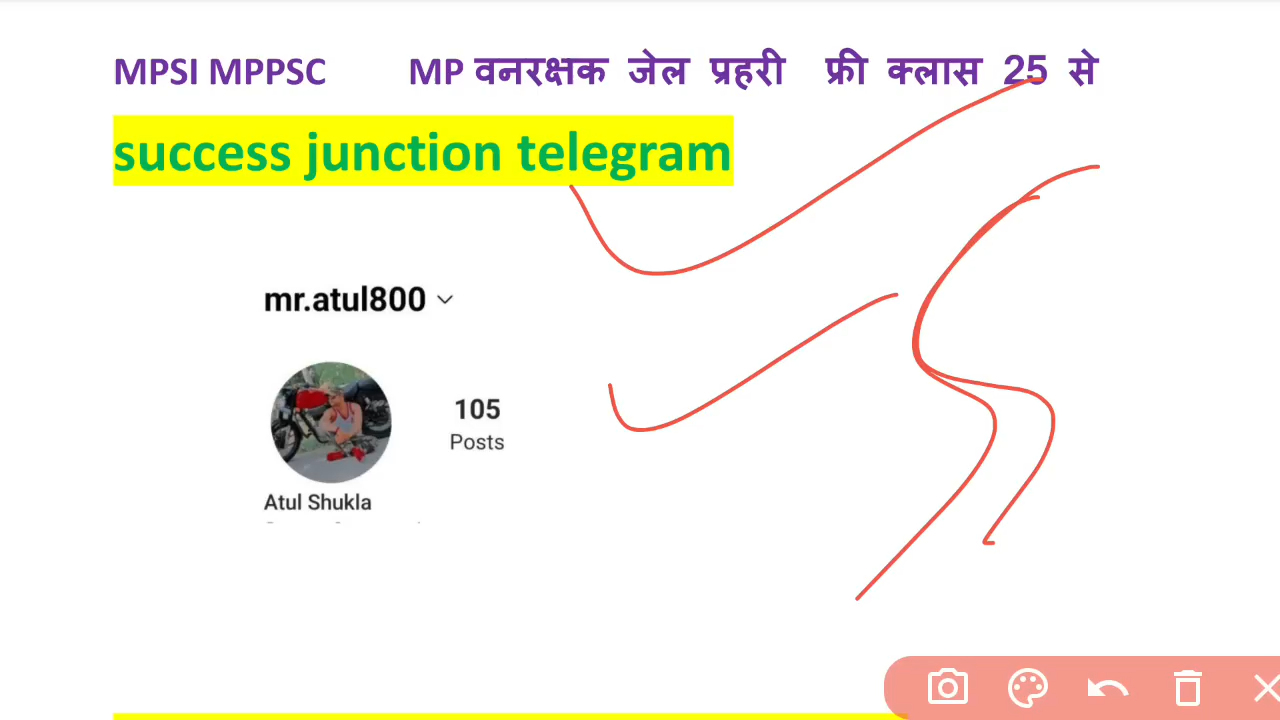 MPSI MPPSC MP वनरक्षक जेल प्रहरी फ्री क्लास 25 से
success junction telegram
mr.atul800
105
Posts
Atul Shukla